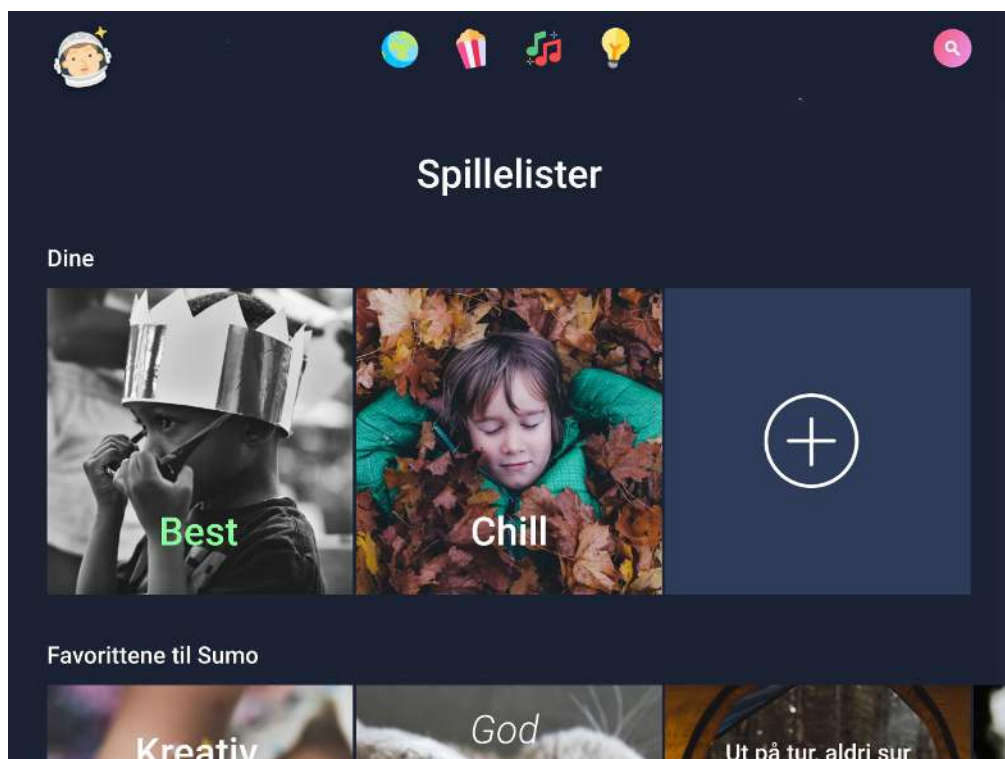 Spillelister
Dine
Best
Chill
Favorittene til Sumo
Kreativ
God
Ut på tur, aldri sur